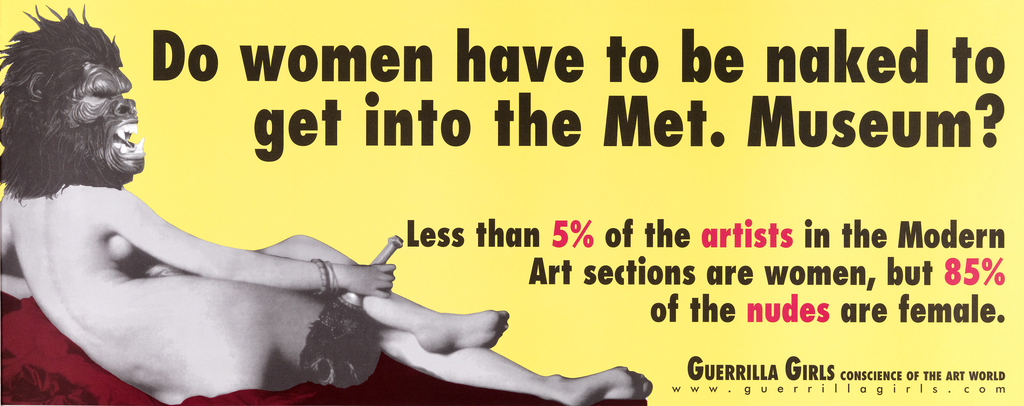 Do women have to be naked to
get into the Met. Museum?
Less than 5% of the artists in the Modern
Art sections are women, but 85%
of the nudes are female.
GUERRILLA GIRLS CONSCIENCE OF THE ART WORLD
www.guerrillagirls.com